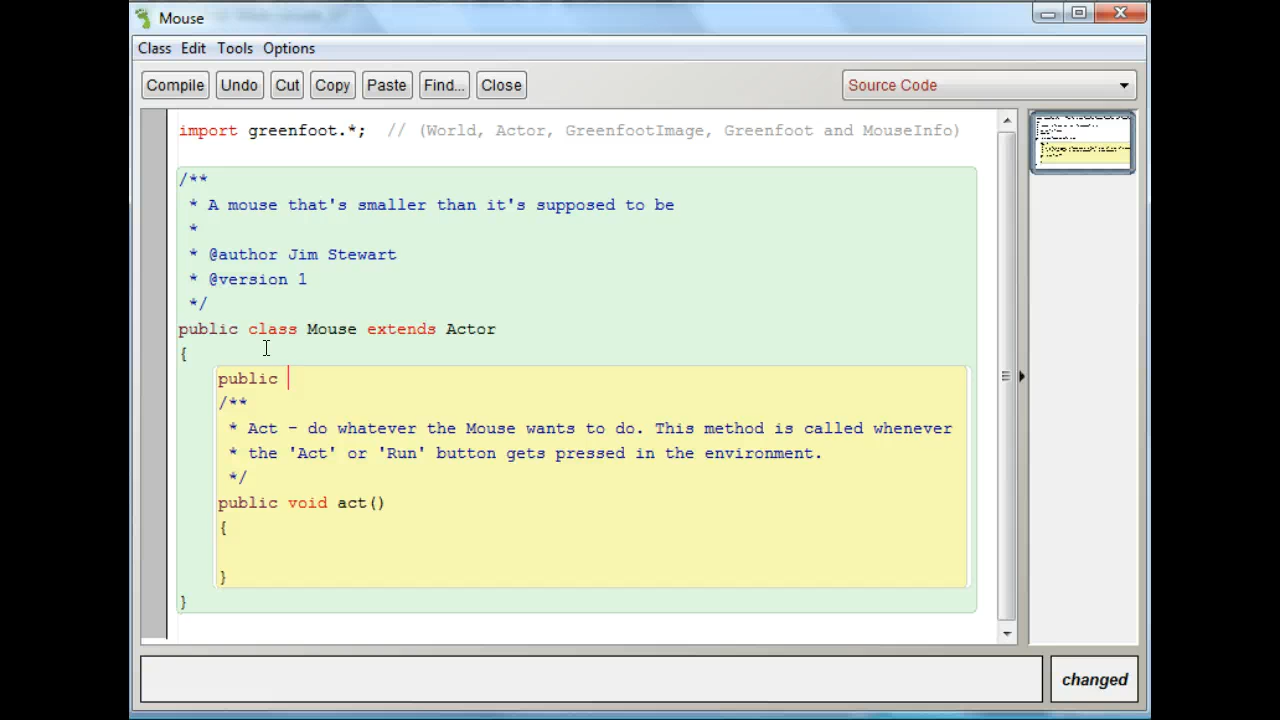 Mouse
Class Edit Tools Options
Compile Undo Cut Copy Paste Find... Close Source Code
import greenfoot.*;  // (World, Actor, GreenfootImage, Greenfoot and MouseInfo)
/**
 * A mouse that's smaller than it's supposed to be
 *
 * @author Jim Stewart
 * @version 1
 */
public class Mouse extends Actor
{
public
/**
 * Act - do whatever the Mouse wants to do. This method is called whenever
 * the 'Act' or 'Run' button gets pressed in the environment.
 */
public void act()
{
}
}
changed